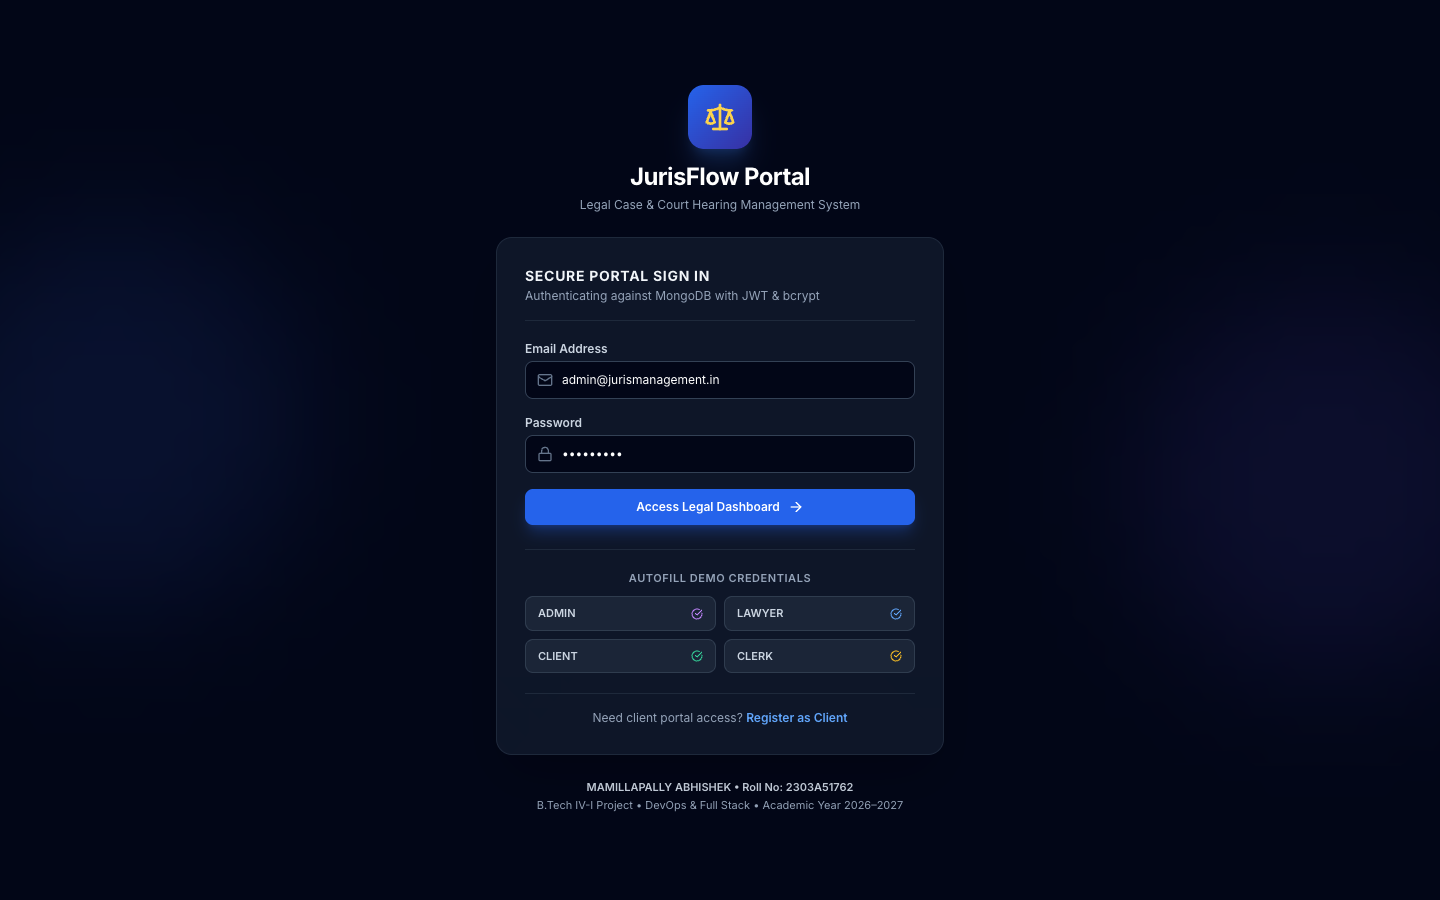 JurisFlow Portal
Legal Case & Court Hearing Management System
SECURE PORTAL SIGN IN
Authenticating against MongoDB with JWT & bcrypt
Email Address
admin@jurismanagement.in
Password
•••••••••
Access Legal Dashboard →
AUTOFILL DEMO CREDENTIALS
ADMIN
LAWYER
CLIENT
CLERK
Need client portal access? Register as Client
MAMILLAPALLY ABHISHEK • Roll No: 2303A51762
B.Tech IV-I Project • DevOps & Full Stack • Academic Year 2026–2027